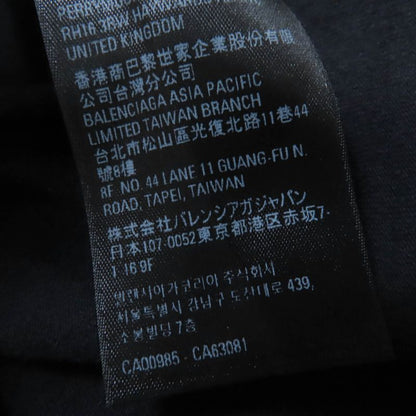 RH16 3RW
UNITED KINGDOM
香港商巴黎世家企業股份有限
公司台灣分公司
BALENCIAGA ASIA PACIFIC
LIMITED TAIWAN BRANCH
台北市松山區光復北路11巷44
號8樓
8F NO. 44 LANE 11 GUANG-FU N.
ROAD, TAPEI, TAIWAN
株式会社バレンシアガジャパン
日本107-0052東京都港区赤坂7-
1-16 9F
발렌시아가코리아 주식회사
서울특별시 강남구 도산대로 439,
소봉빌딩 7층
CA00985 - CA63081